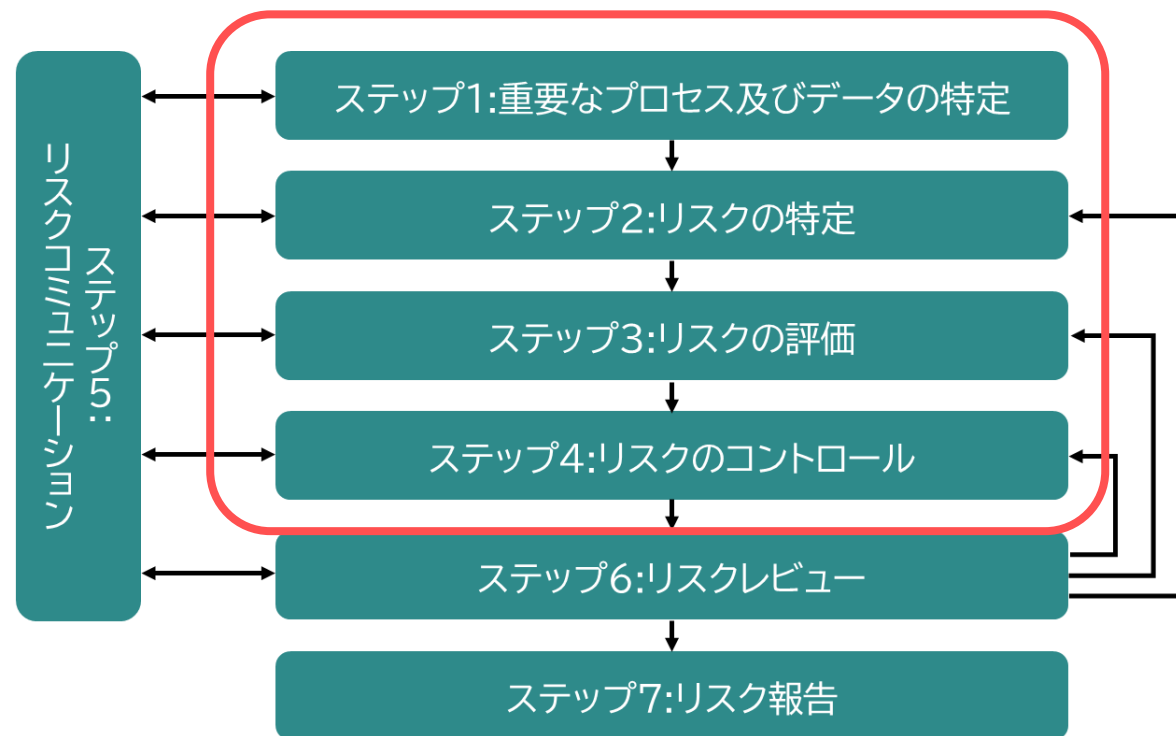 ステップ1:重要なプロセス及びデータの特定
ステップ2:リスクの特定
ステップ3:リスクの評価
ステップ4:リスクのコントロール
ステップ5:
リスクコミュニケーション
ステップ6:リスクレビュー
ステップ7:リスク報告